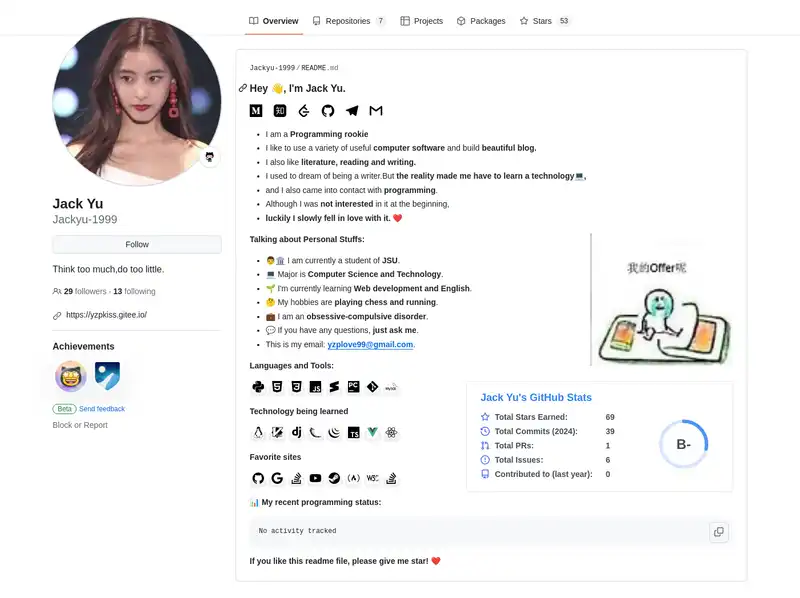 Overview
Repositories 7
Projects
Packages
Stars 53
Jack Yu
Jackyu-1999
Follow
Think too much,do too little.
29 followers · 13 following
https://yzpkiss.gitee.io/
Achievements
Beta Send feedback
Block or Report
Jackyu-1999/README.md
Hey 👋, I'm Jack Yu.
I am a Programming rookie
I like to use a variety of useful computer software and build beautiful blog.
I also like literature, reading and writing.
I used to dream of being a writer.But the reality made me have to learn a technology💻,
and I also came into contact with programming.
Although I was not interested in it at the beginning,
luckily I slowly fell in love with it. ❤️
Talking about Personal Stuffs:
👨🏛️ I am currently a student of JSU.
💻 Major is Computer Science and Technology.
🌱 I'm currently learning Web development and English.
🤔 My hobbies are playing chess and running.
💼 I am an obsessive-compulsive disorder.
💬 If you have any questions, just ask me.
This is my email: yzplove99@gmail.com.
我的Offer呢
Languages and Tools:
JS PC
Technology being learned
dj TS
Favorite sites
Jack Yu's GitHub Stats
Total Stars Earned: 69
Total Commits (2024): 39
Total PRs: 1
Total Issues: 6
Contributed to (last year): 0
B-
📊 My recent programming status:
No activity tracked
If you like this readme file, please give me star! ❤️